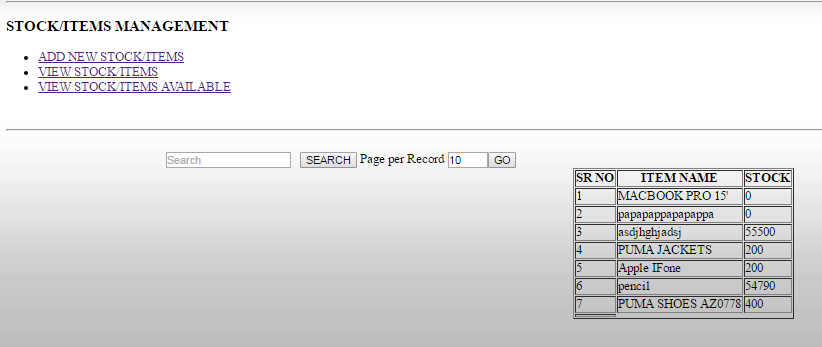 STOCK/ITEMS MANAGEMENT
ADD NEW STOCK/ITEMS
VIEW STOCK/ITEMS
VIEW STOCK/ITEMS AVAILABLE
Search SEARCH Page per Record 10 GO
SR NO ITEM NAME STOCK
1 MACBOOK PRO 15' 0
2 papapappapapappa 0
3 asdjhghjadsj 55500
4 PUMA JACKETS 200
5 Apple IFone 200
6 pencil 54790
7 PUMA SHOES AZ0778 400